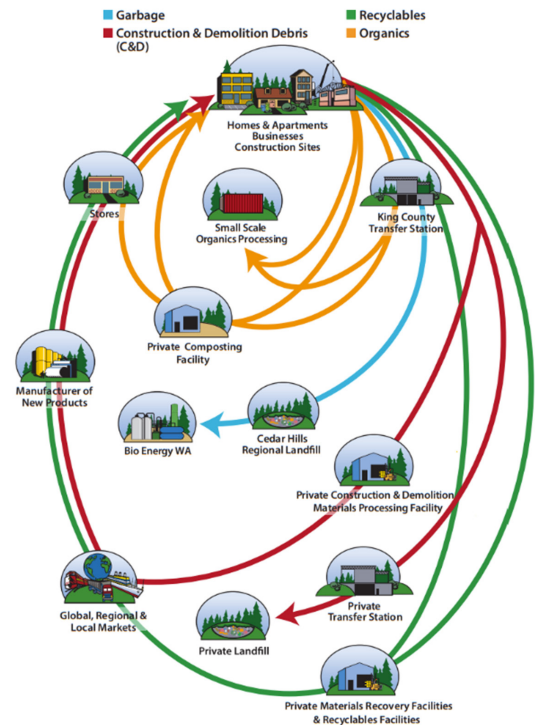 Garbage
Construction & Demolition Debris
(C&D)
Recyclables
Organics
Homes & Apartments
Businesses
Construction Sites
Stores
Small Scale
Organics Processing
King County
Transfer Station
Private Composting
Facility
Manufacturer of
New Products
Bio Energy WA
Cedar Hills
Regional Landfill
Private Construction & Demolition
Materials Processing Facility
Global, Regional &
Local Markets
Private
Transfer Station
Private Landfill
Private Materials Recovery Facilities
& Recyclables Facilities